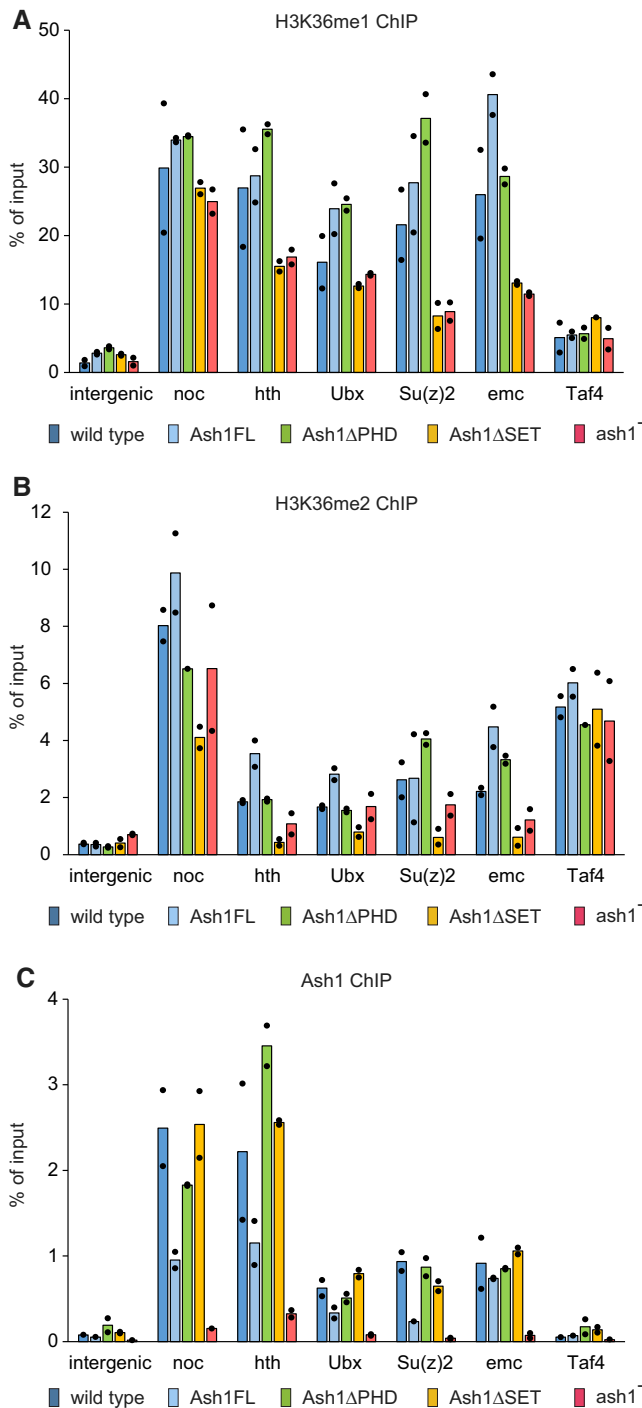 A
H3K36me1 ChIP
% of input
50
40
30
20
10
0
intergenic noc hth Ubx Su(z)2 emc Taf4
wild type Ash1FL Ash1ΔPHD Ash1ΔSET ash1⁻
B
H3K36me2 ChIP
% of input
12
10
8
6
4
2
0
intergenic noc hth Ubx Su(z)2 emc Taf4
wild type Ash1FL Ash1ΔPHD Ash1ΔSET ash1⁻
C
Ash1 ChIP
% of input
4
3
2
1
0
intergenic noc hth Ubx Su(z)2 emc Taf4
wild type Ash1FL Ash1ΔPHD Ash1ΔSET ash1⁻